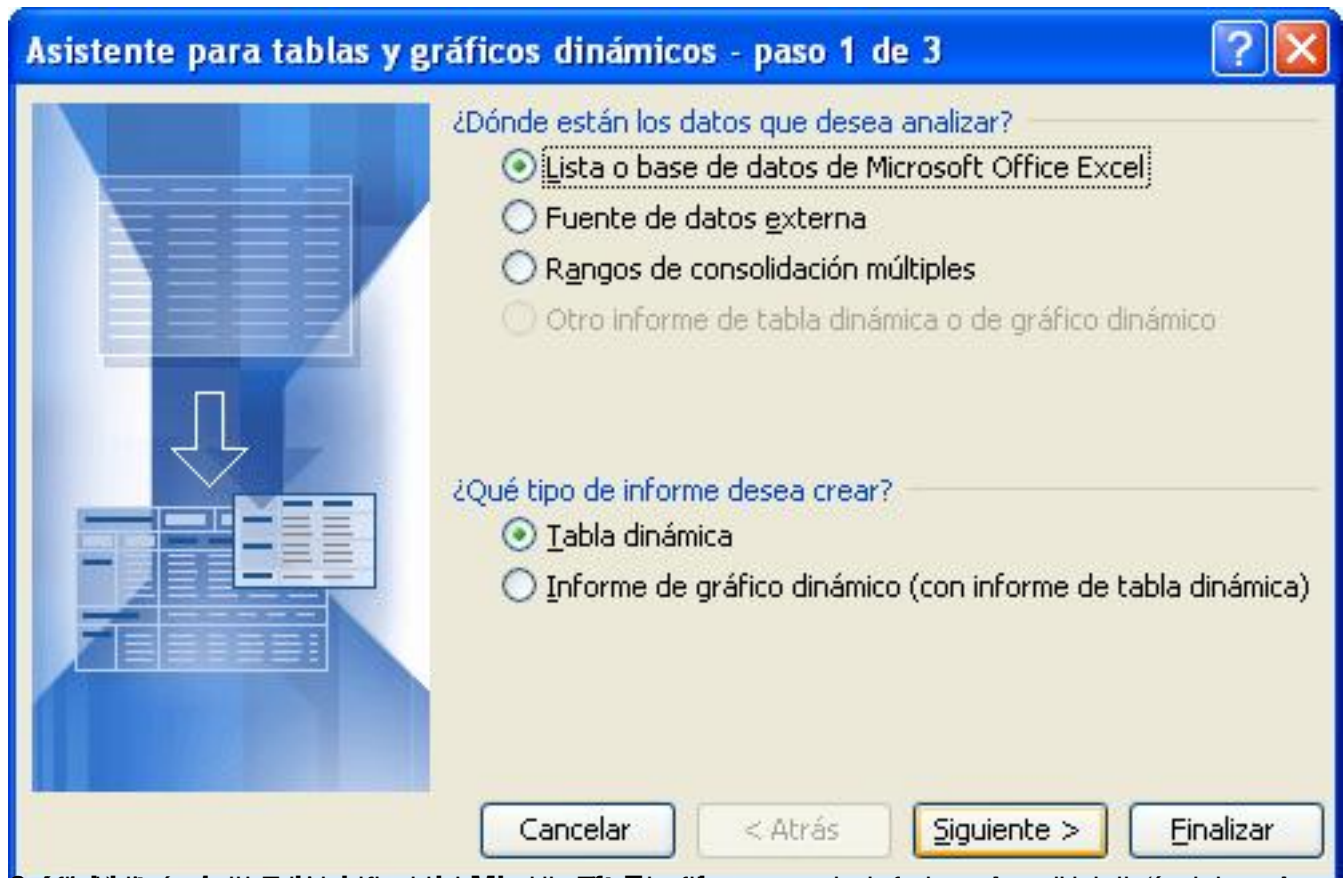 Asistente para tablas y gráficos dinámicos - paso 1 de 3
¿Dónde están los datos que desea analizar?
Lista o base de datos de Microsoft Office Excel
Fuente de datos externa
Rangos de consolidación múltiples
Otro informe de tabla dinámica o de gráfico dinámico
¿Qué tipo de informe desea crear?
Tabla dinámica
Informe de gráfico dinámico (con informe de tabla dinámica)
Cancelar
< Atrás
Siguiente >
Finalizar